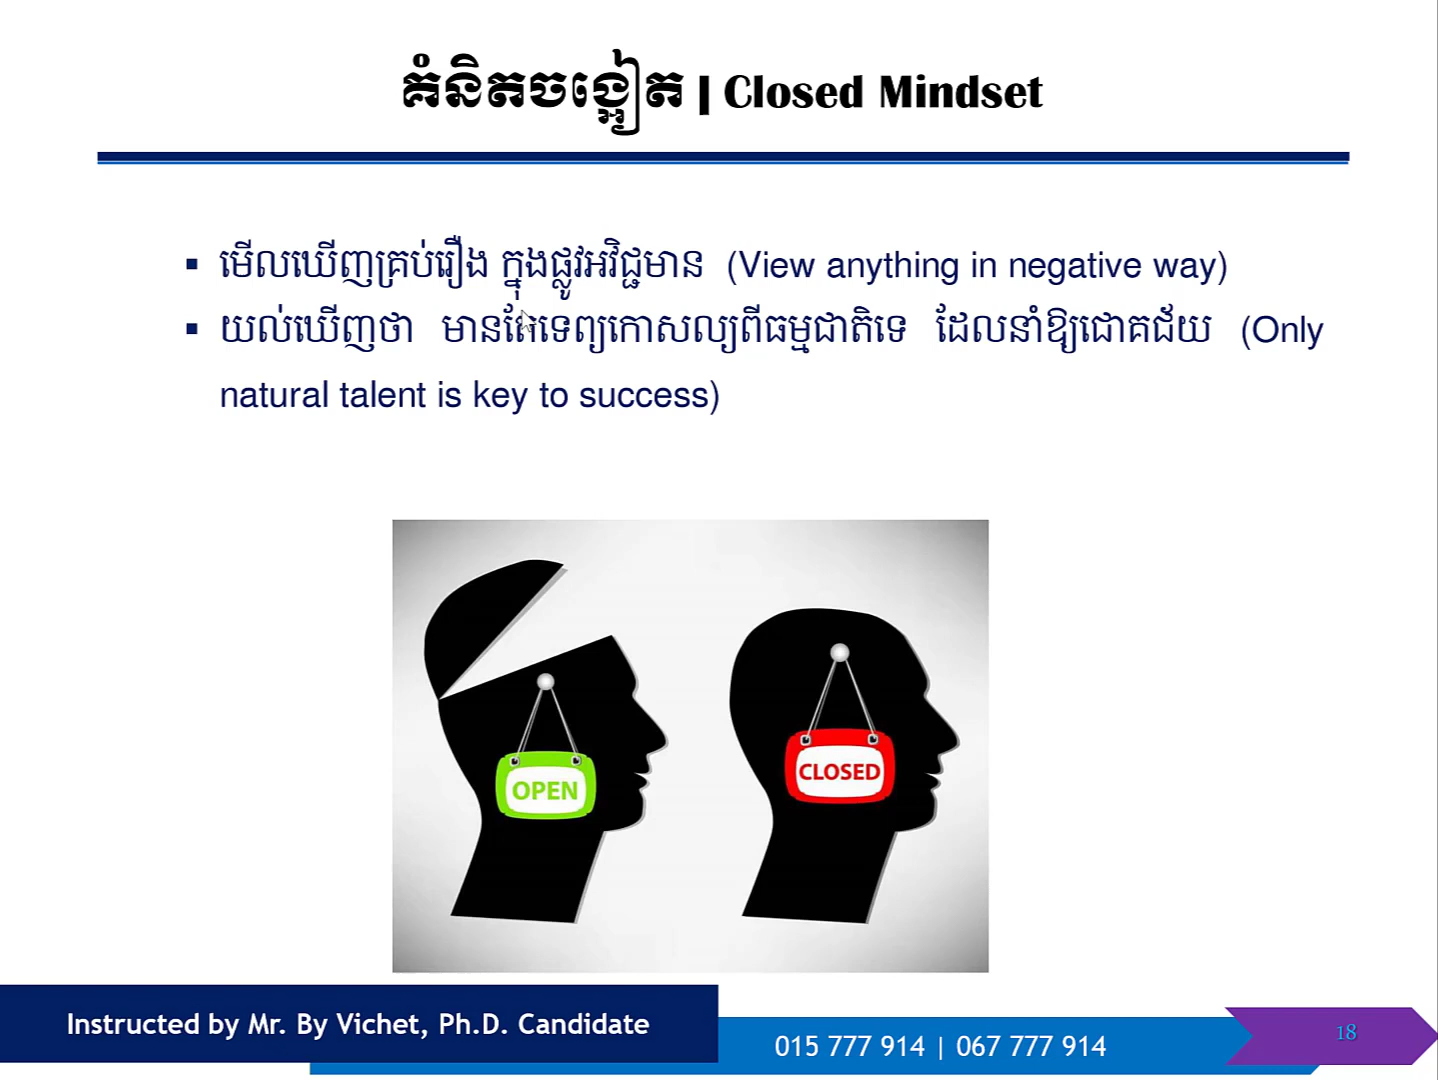 គំនិតចង្អៀត | Closed Mindset
▪ មើលឃើញគ្រប់រឿង ក្នុងផ្លូវអវិជ្ជមាន (View anything in negative way)
▪ យល់ឃើញថា មានតែទេព្យកោសល្យពីធម្មជាតិទេ ដែលនាំឱ្យជោគជ័យ (Only
natural talent is key to success)
OPEN
CLOSED
Instructed by Mr. By Vichet, Ph.D. Candidate
015 777 914 | 067 777 914
18